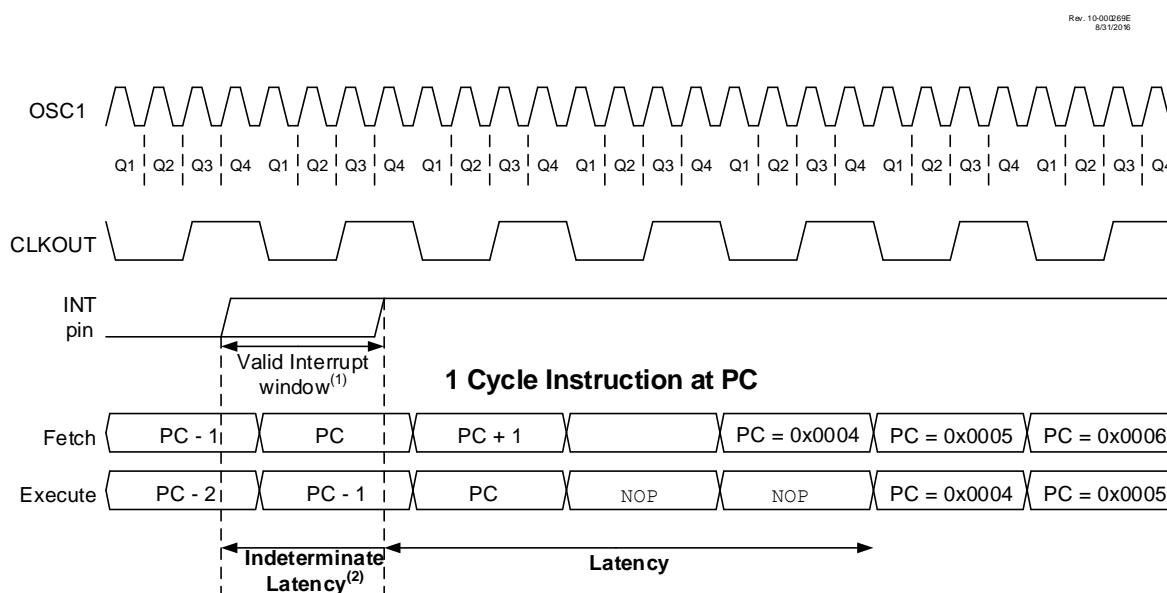 Rev. 10-000269E
8/31/2016
OSC1
Q1 Q2 Q3 Q4 Q1 Q2 Q3 Q4 Q1 Q2 Q3 Q4 Q1 Q2 Q3 Q4 Q1 Q2 Q3 Q4 Q1 Q2 Q3 Q4 Q1 Q2 Q3 Q4
CLKOUT
INT
pin
Valid Interrupt
window(1)
1 Cycle Instruction at PC
Fetch PC - 1 PC PC + 1 PC = 0x0004 PC = 0x0005 PC = 0x0006
Execute PC - 2 PC - 1 PC NOP NOP PC = 0x0004 PC = 0x0005
Indeterminate
Latency(2)
Latency